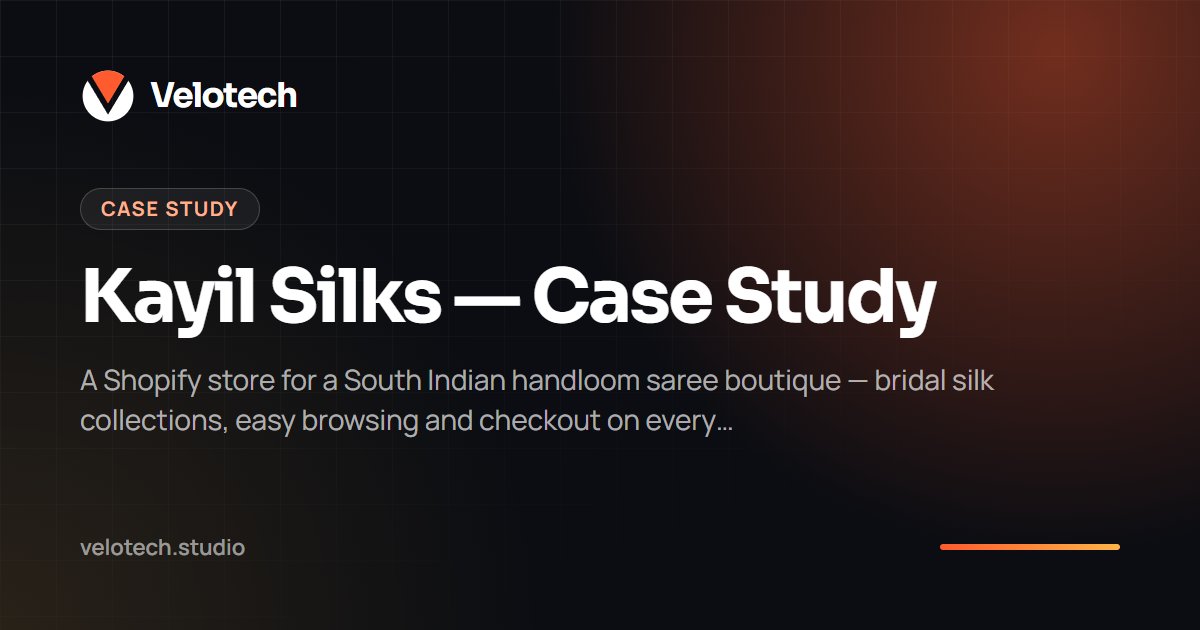 Velotech
CASE STUDY
Kayil Silks — Case Study
A Shopify store for a South Indian handloom saree boutique — bridal silk
collections, easy browsing and checkout on every…
velotech.studio